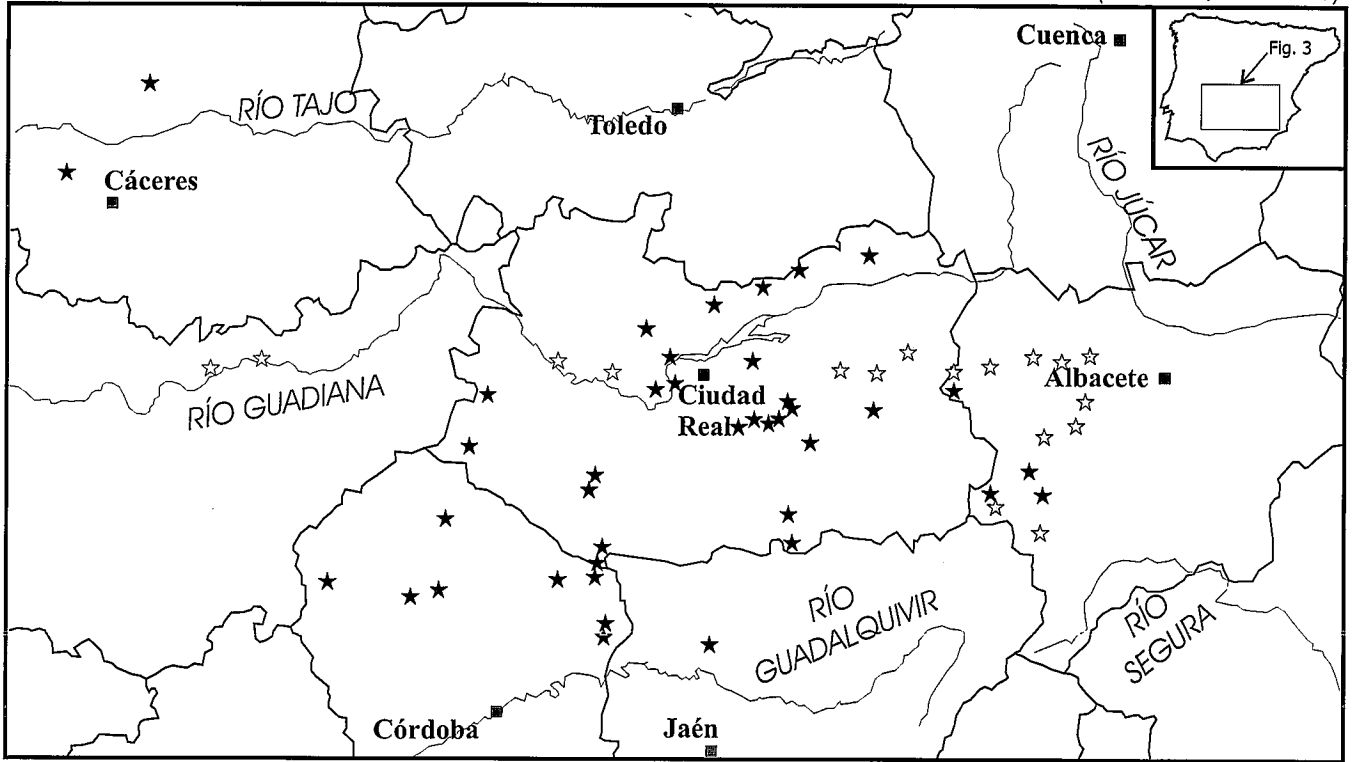 Cuenca
Fig. 3
RÍO TAJO
Toledo
RÍO JÚCAR
Cáceres
RÍO GUADIANA
Ciudad
Real
Albacete
RÍO
GUADALQUIVIR
RÍO
SEGURA
Córdoba
Jaén